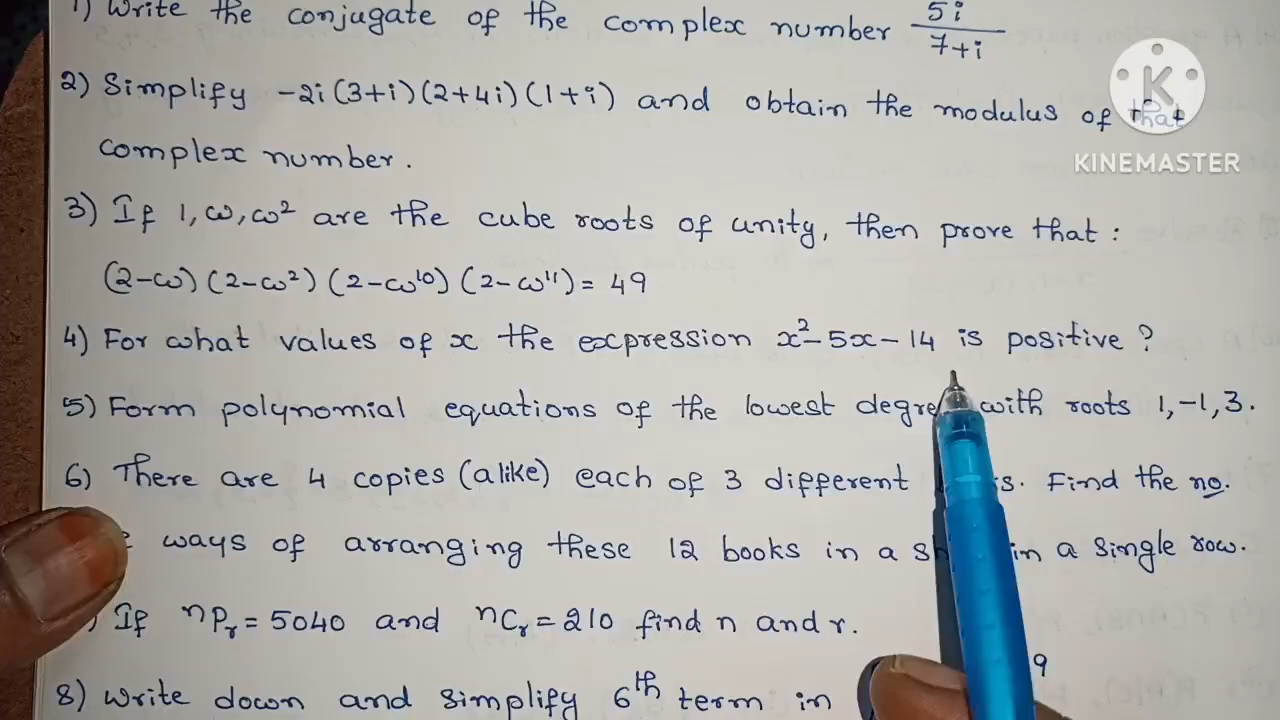 1) Write the conjugate of the complex number 5i/7+i
2) Simplify -2i(3+i)(2+4i)(1+i) and obtain the modulus of that
complex number.
K
KINEMASTER
3) If 1, ω, ω² are the cube roots of unity, then prove that :
(2-ω) (2-ω²) (2-ω¹⁰) (2-ω¹¹) = 49
4) For what values of x the expression x²-5x-14 is positive ?
5) Form polynomial equations of the lowest degree with roots 1,-1,3.
6) There are 4 copies (alike) each of 3 different s. Find the no.
ways of arranging these 12 books in a in a single row.
If nPr = 5040 and nCr = 210 find n and r.
8) Write down and simplify 6th term in 9